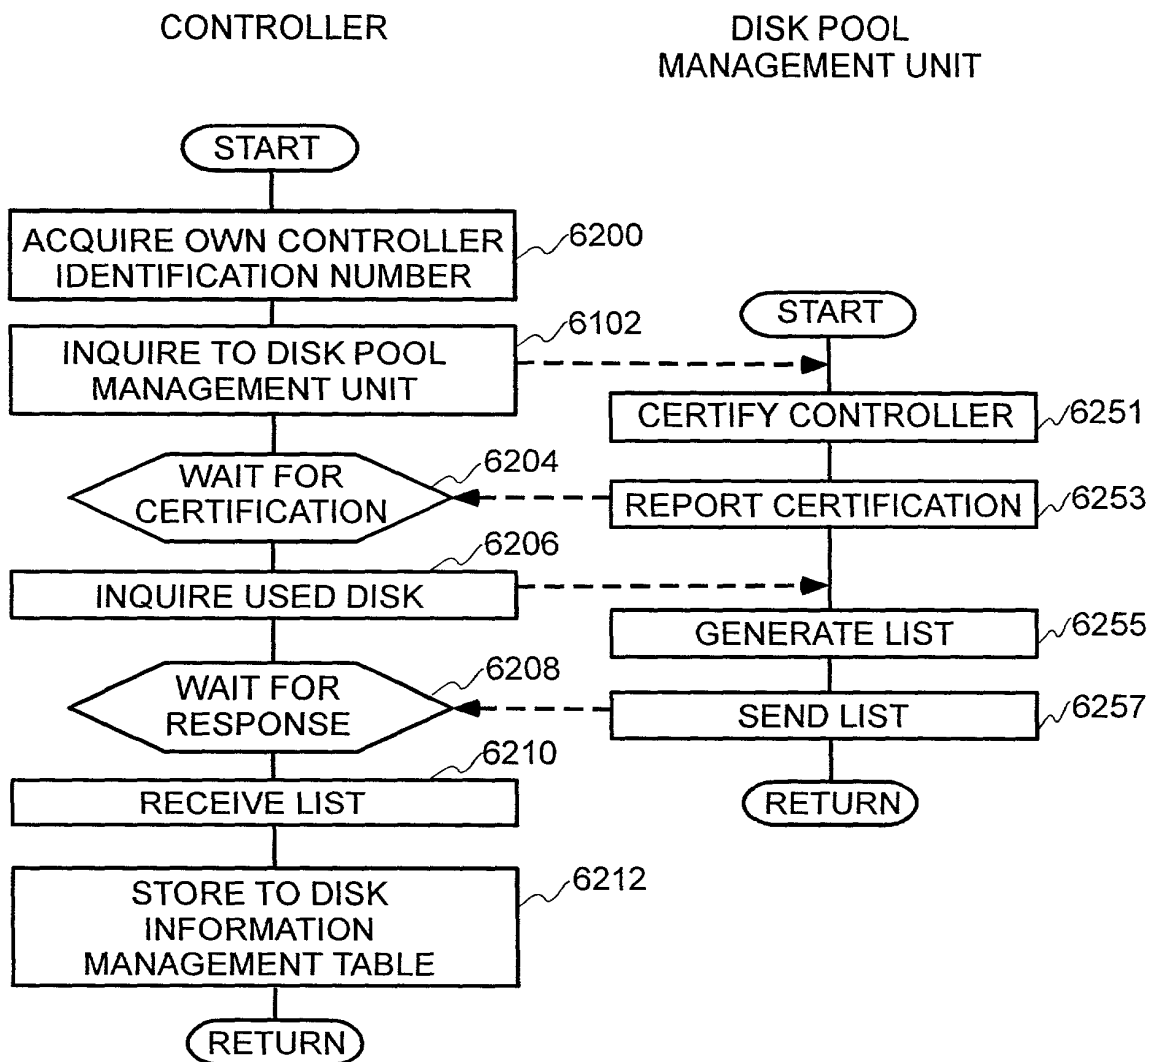 CONTROLLER
DISK POOL
MANAGEMENT UNIT
START
ACQUIRE OWN CONTROLLER
IDENTIFICATION NUMBER
6200
INQUIRE TO DISK POOL
MANAGEMENT UNIT
6102
WAIT FOR
CERTIFICATION
6204
INQUIRE USED DISK
6206
WAIT FOR
RESPONSE
6208
RECEIVE LIST
6210
STORE TO DISK
INFORMATION
MANAGEMENT TABLE
6212
RETURN
START
CERTIFY CONTROLLER
6251
REPORT CERTIFICATION
6253
GENERATE LIST
6255
SEND LIST
6257
RETURN